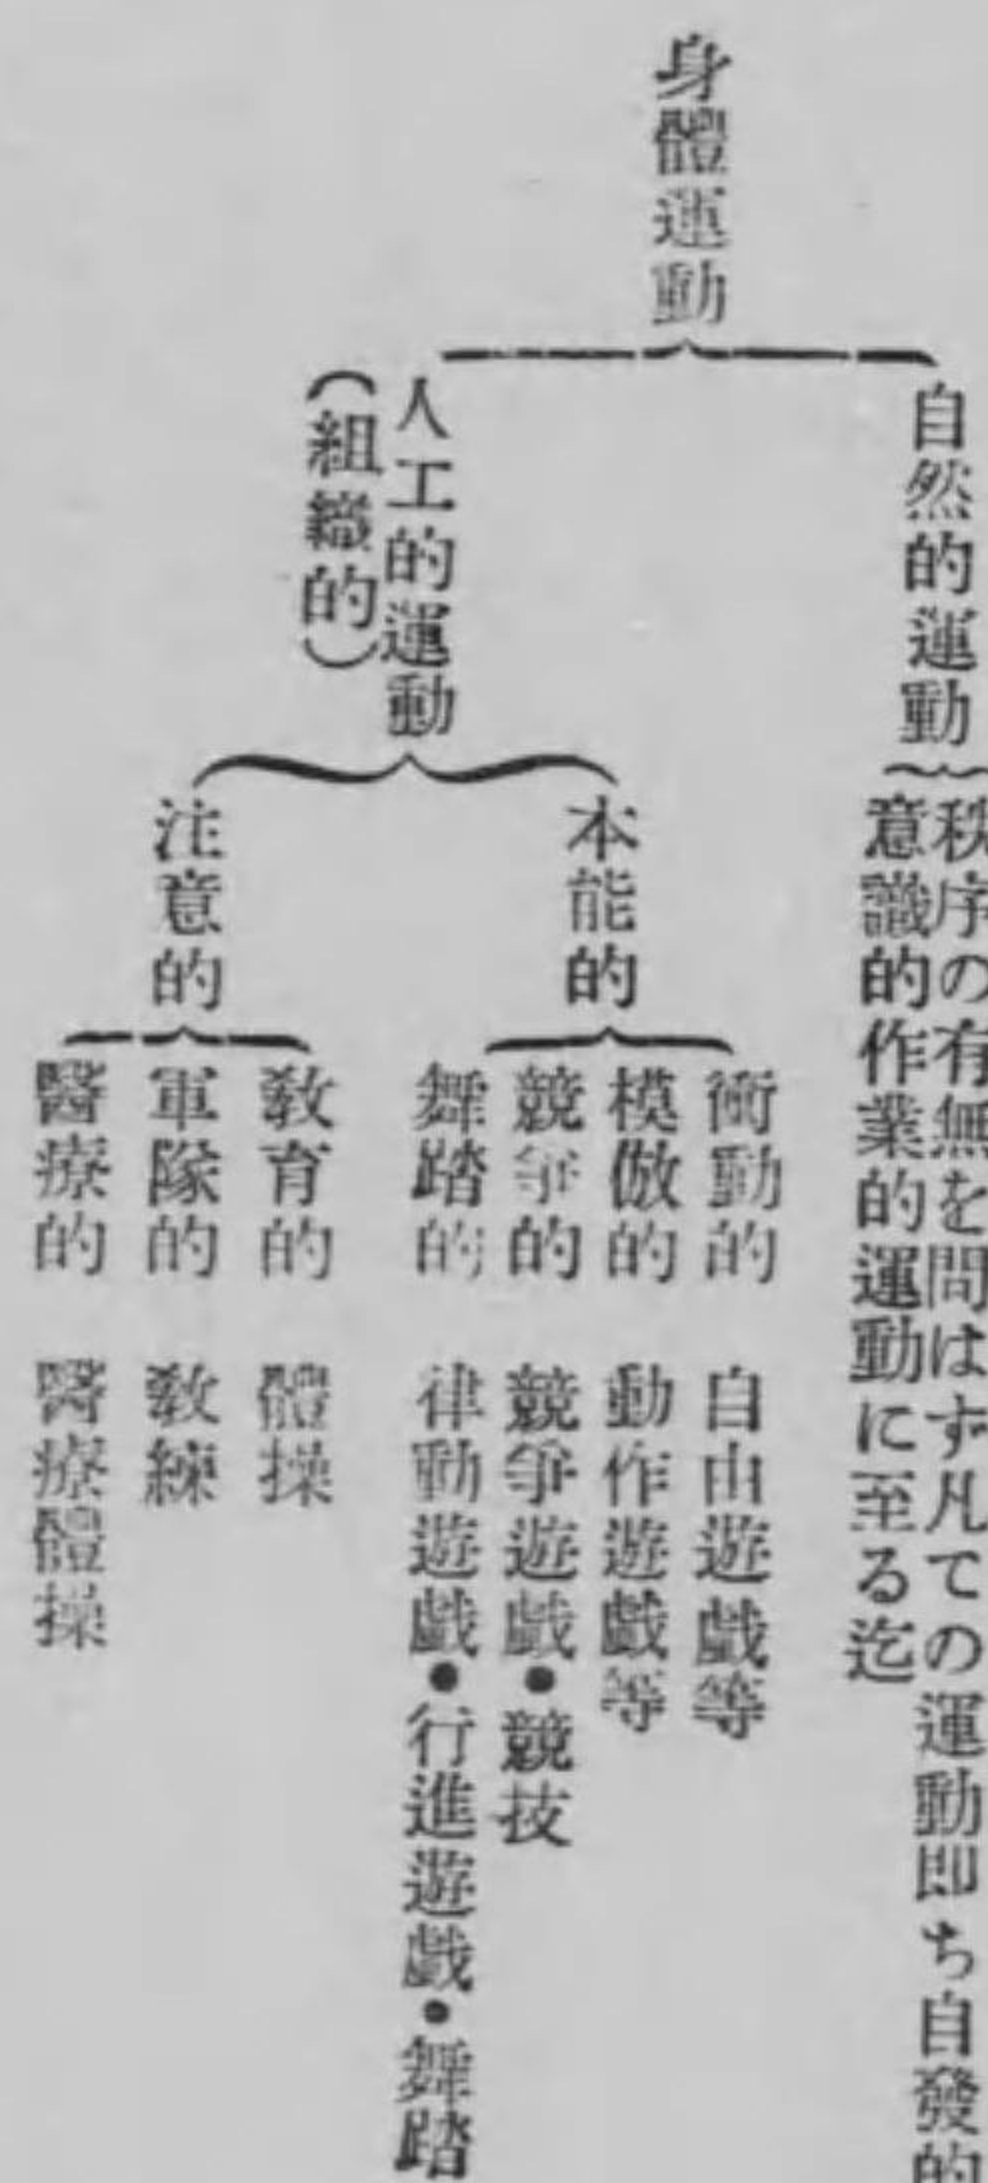 身體運動
自然的運動
秩序の有無を問はず凡ての運動即ち自發的
意識的作業的運動に至る迄
人工的運動
(組織的)
本能的
衝動的 自由遊戲等
模倣的 動作遊戲等
競爭的 競爭遊戲●競技
舞踏的 律動遊戲●行進遊戲●舞踏
注意的
敎育的 體操
軍隊的 敎練
醫療的 醫療體操